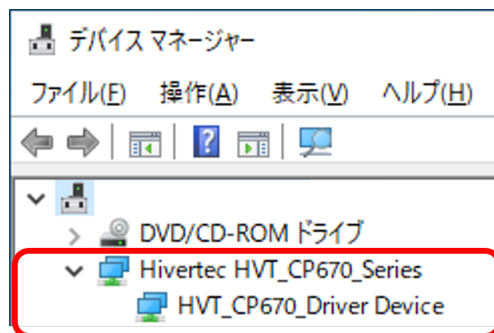 デバイス マネージャー
ファイル(F) 操作(A) 表示(V) ヘルプ(H)
DVD/CD-ROM ドライブ
Hivertec HVT_CP670_Series
HVT_CP670_Driver Device